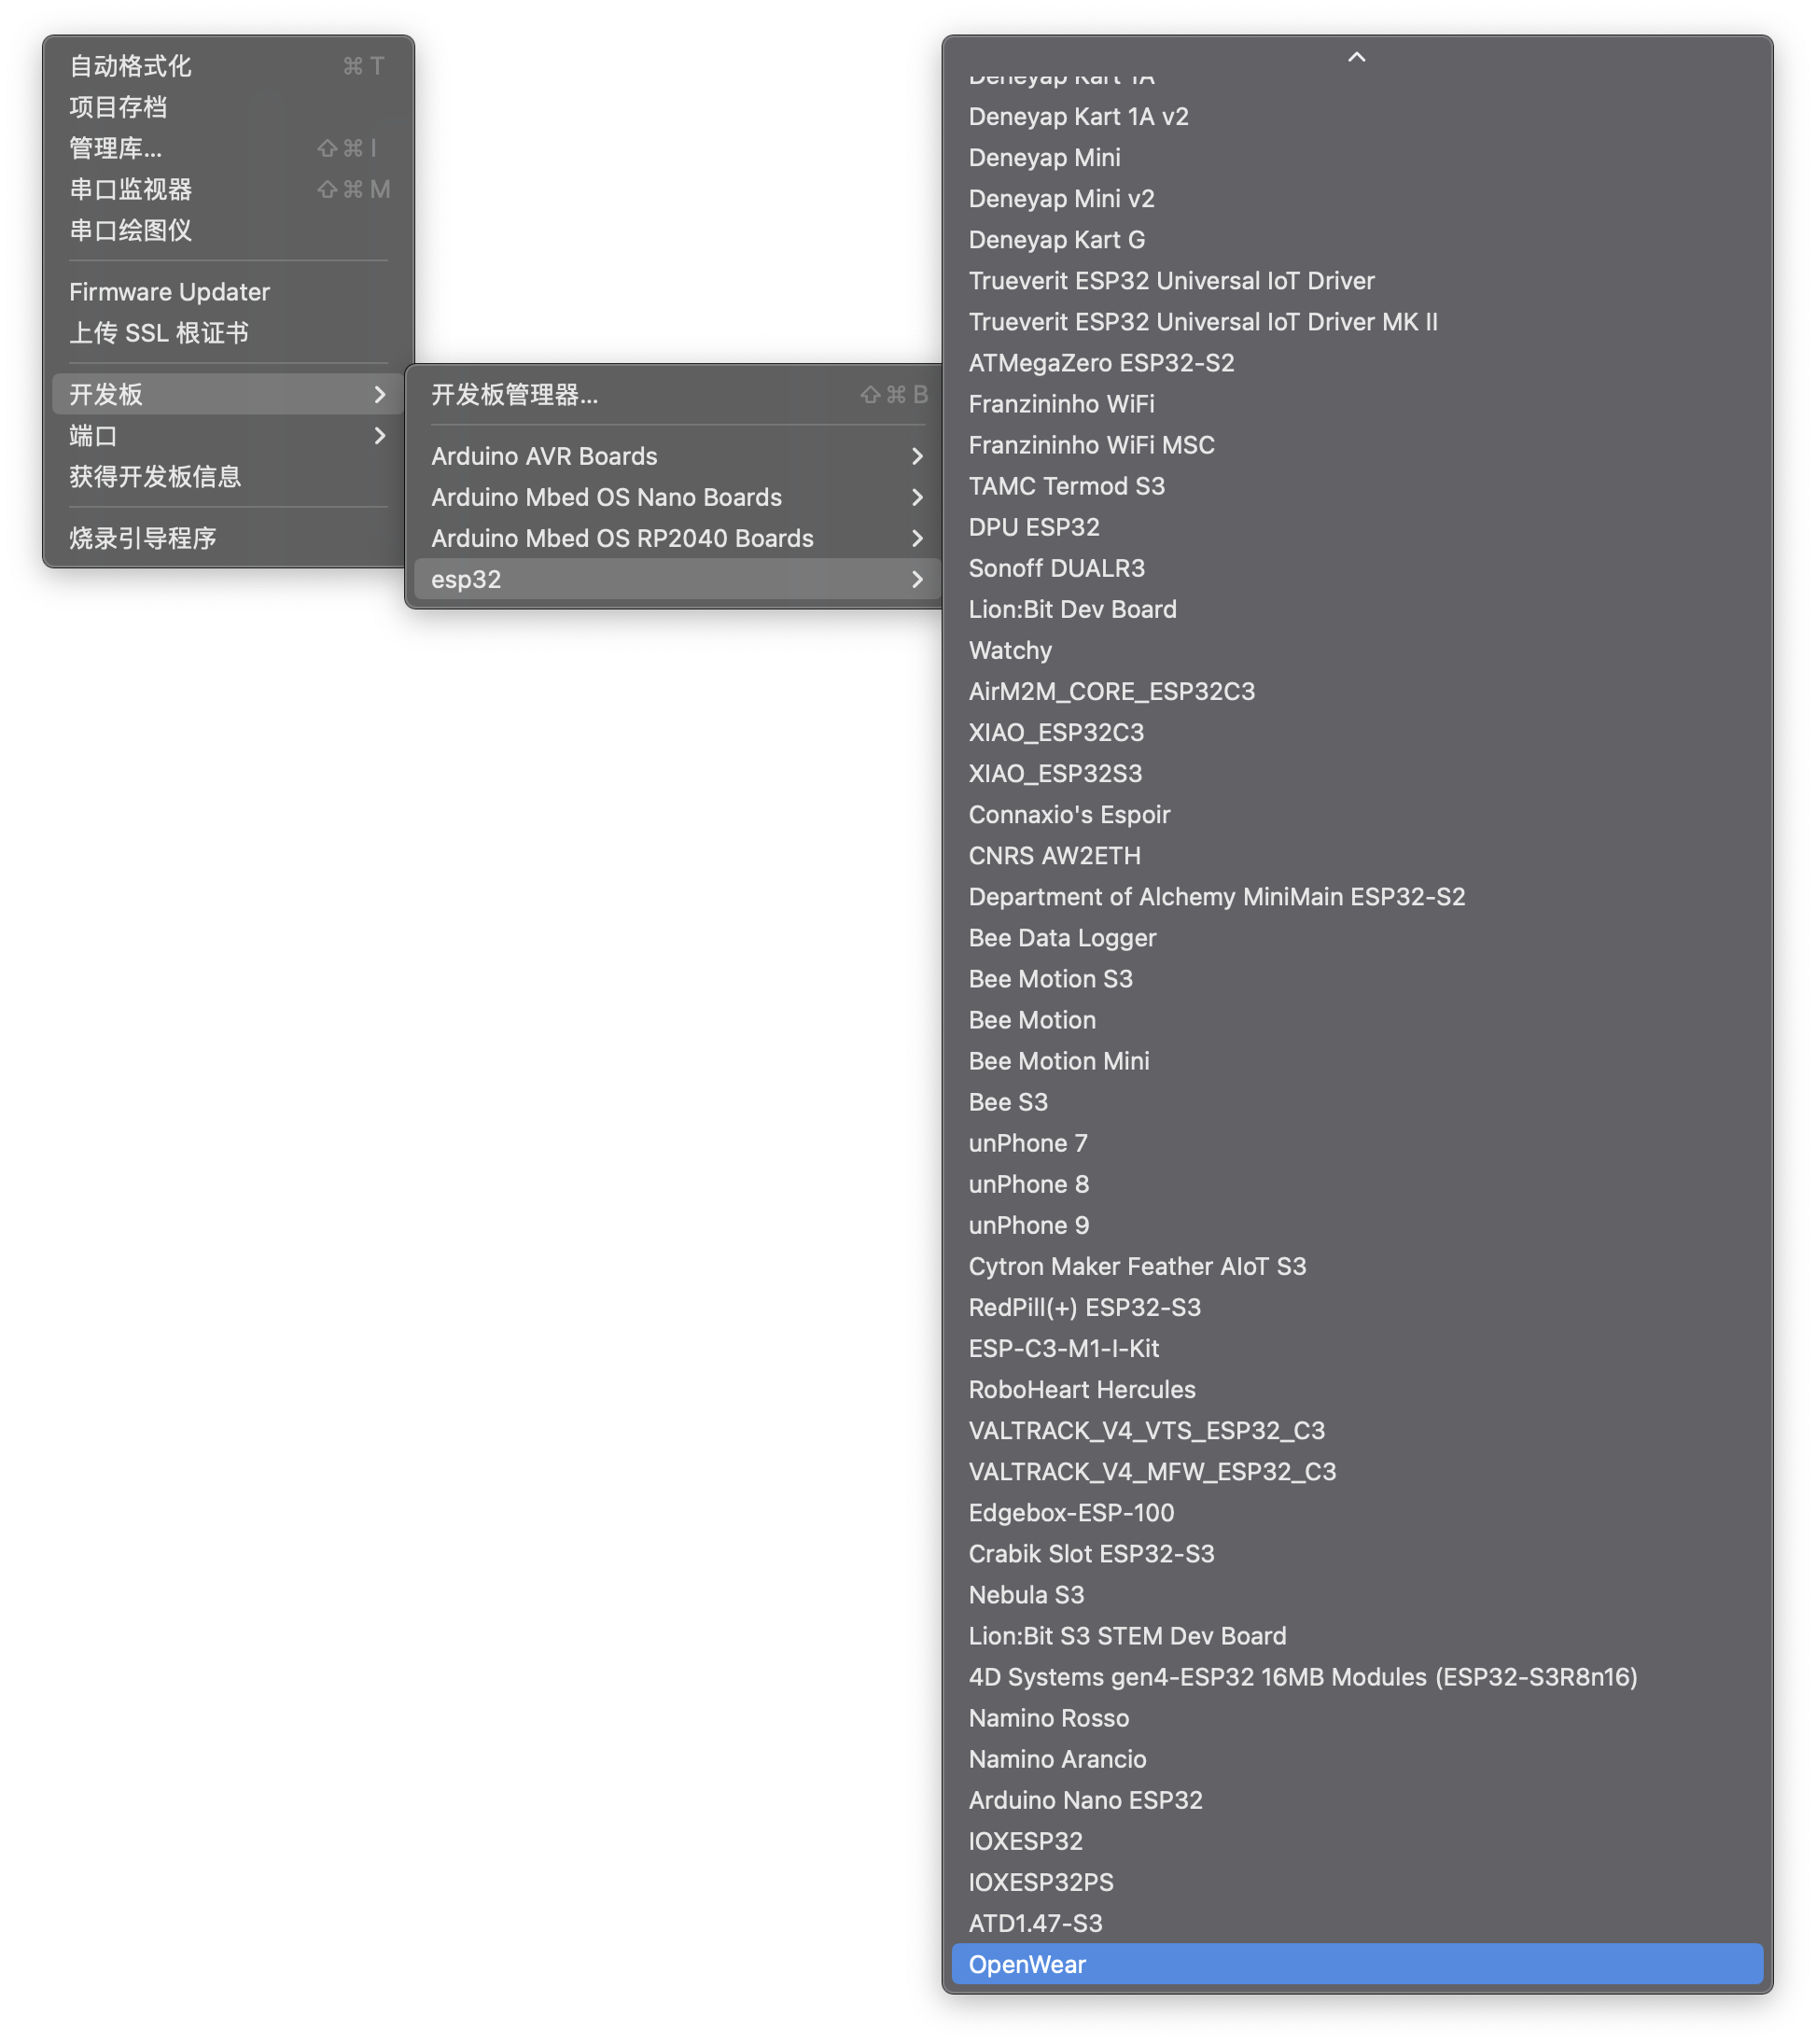 自动格式化 ⌘ T
项目存档
管理库... ⇧ ⌘ I
串口监视器 ⇧ ⌘ M
串口绘图仪
Firmware Updater
上传 SSL 根证书
开发板
端口
获得开发板信息
烧录引导程序
开发板管理器... ⇧ ⌘ B
Arduino AVR Boards
Arduino Mbed OS Nano Boards
Arduino Mbed OS RP2040 Boards
esp32
Deneyap Kart 1A
Deneyap Kart 1A v2
Deneyap Mini
Deneyap Mini v2
Deneyap Kart G
Trueverit ESP32 Universal IoT Driver
Trueverit ESP32 Universal IoT Driver MK II
ATMegaZero ESP32-S2
Franzininho WiFi
Franzininho WiFi MSC
TAMC Termod S3
DPU ESP32
Sonoff DUALR3
Lion:Bit Dev Board
Watchy
AirM2M_CORE_ESP32C3
XIAO_ESP32C3
XIAO_ESP32S3
Connaxio's Espoir
CNRS AW2ETH
Department of Alchemy MiniMain ESP32-S2
Bee Data Logger
Bee Motion S3
Bee Motion
Bee Motion Mini
Bee S3
unPhone 7
unPhone 8
unPhone 9
Cytron Maker Feather AIoT S3
RedPill(+) ESP32-S3
ESP-C3-M1-I-Kit
RoboHeart Hercules
VALTRACK_V4_VTS_ESP32_C3
VALTRACK_V4_MFW_ESP32_C3
Edgebox-ESP-100
Crabik Slot ESP32-S3
Nebula S3
Lion:Bit S3 STEM Dev Board
4D Systems gen4-ESP32 16MB Modules (ESP32-S3R8n16)
Namino Rosso
Namino Arancio
Arduino Nano ESP32
IOXESP32
IOXESP32PS
ATD1.47-S3
OpenWear